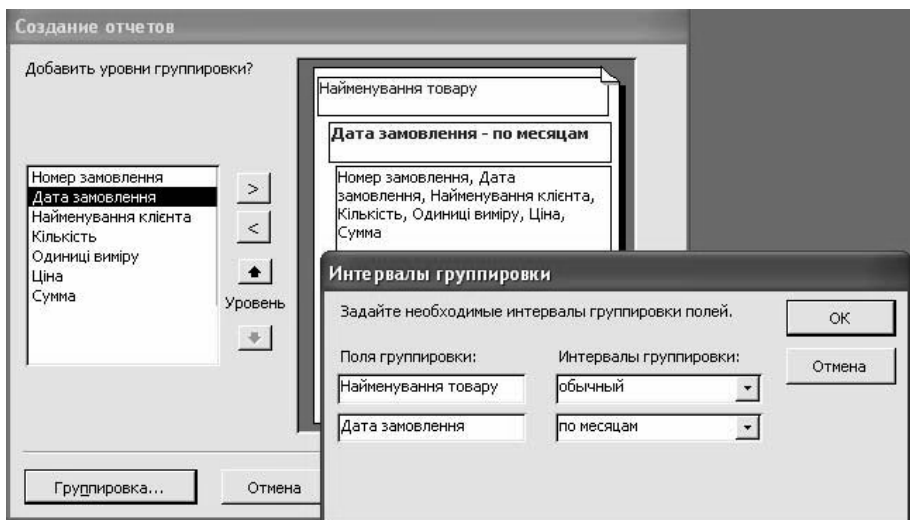 Создание отчетов
Добавить уровни группировки?
Найменування товару
Дата замовлення - по месяцам
Номер замовлення, Дата
замовлення, Найменування клієнта,
Кількість, Одиниці виміру, Ціна,
Сумма
Номер замовлення
Дата замовлення
Найменування клієнта
Кількість
Одиниці виміру
Ціна
Сумма
>
<
Уровень
Группировка...
Отмена
Интервалы группировки
Задайте необходимые интервалы группировки полей.
OK
Отмена
Поля группировки:
Интервалы группировки:
Найменування товару
обычный
Дата замовлення
по месяцам